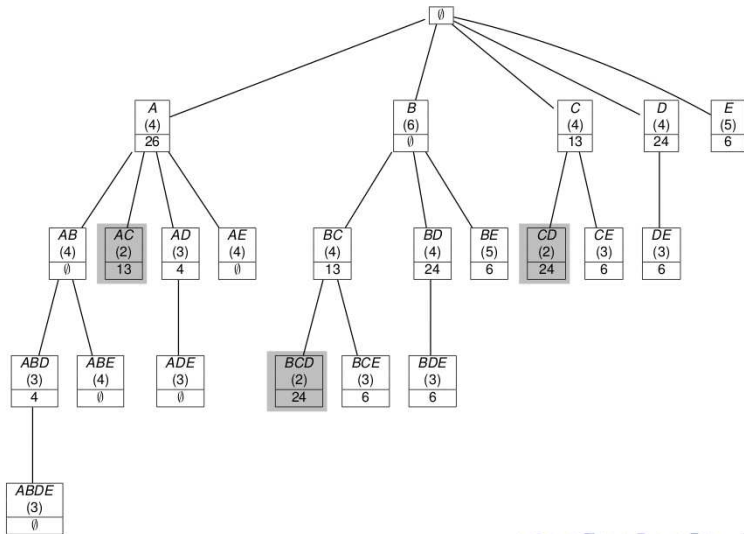 ∅
A
(4)
26
B
(6)
∅
C
(4)
13
D
(4)
24
E
(5)
6
AB
(4)
∅
AC
(2)
13
AD
(3)
4
AE
(4)
∅
BC
(4)
13
BD
(4)
24
BE
(5)
6
CD
(2)
24
CE
(3)
6
DE
(3)
6
ABD
(3)
4
ABE
(4)
∅
ADE
(3)
∅
BCD
(2)
24
BCE
(3)
6
BDE
(3)
6
ABDE
(3)
∅